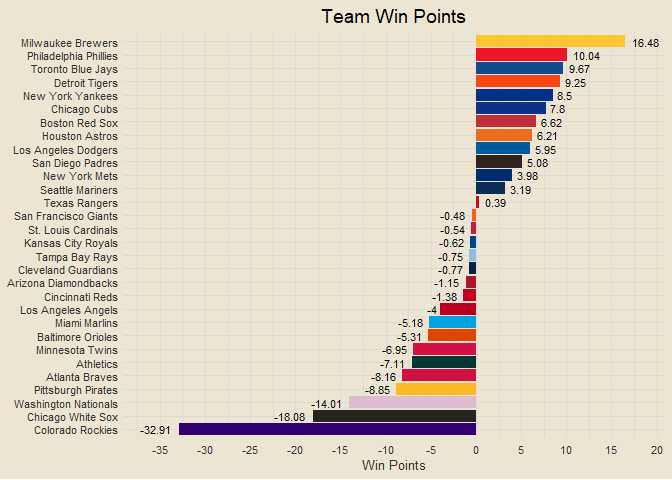 Team Win Points
Milwaukee Brewers 16.48
Philadelphia Phillies 10.04
Toronto Blue Jays 9.67
Detroit Tigers 9.25
New York Yankees 8.5
Chicago Cubs 7.8
Boston Red Sox 6.62
Houston Astros 6.21
Los Angeles Dodgers 5.95
San Diego Padres 5.08
New York Mets 3.98
Seattle Mariners 3.19
Texas Rangers 0.39
San Francisco Giants -0.48
St. Louis Cardinals -0.54
Kansas City Royals -0.62
Tampa Bay Rays -0.75
Cleveland Guardians -0.77
Arizona Diamondbacks -1.15
Cincinnati Reds -1.38
Los Angeles Angels -4
Miami Marlins -5.18
Baltimore Orioles -5.31
Minnesota Twins -6.95
Athletics -7.11
Atlanta Braves -8.16
Pittsburgh Pirates -8.85
Washington Nationals -14.01
Chicago White Sox -18.08
Colorado Rockies -32.91
-35 -30 -25 -20 -15 -10 -5 0 5 10 15 20
Win Points